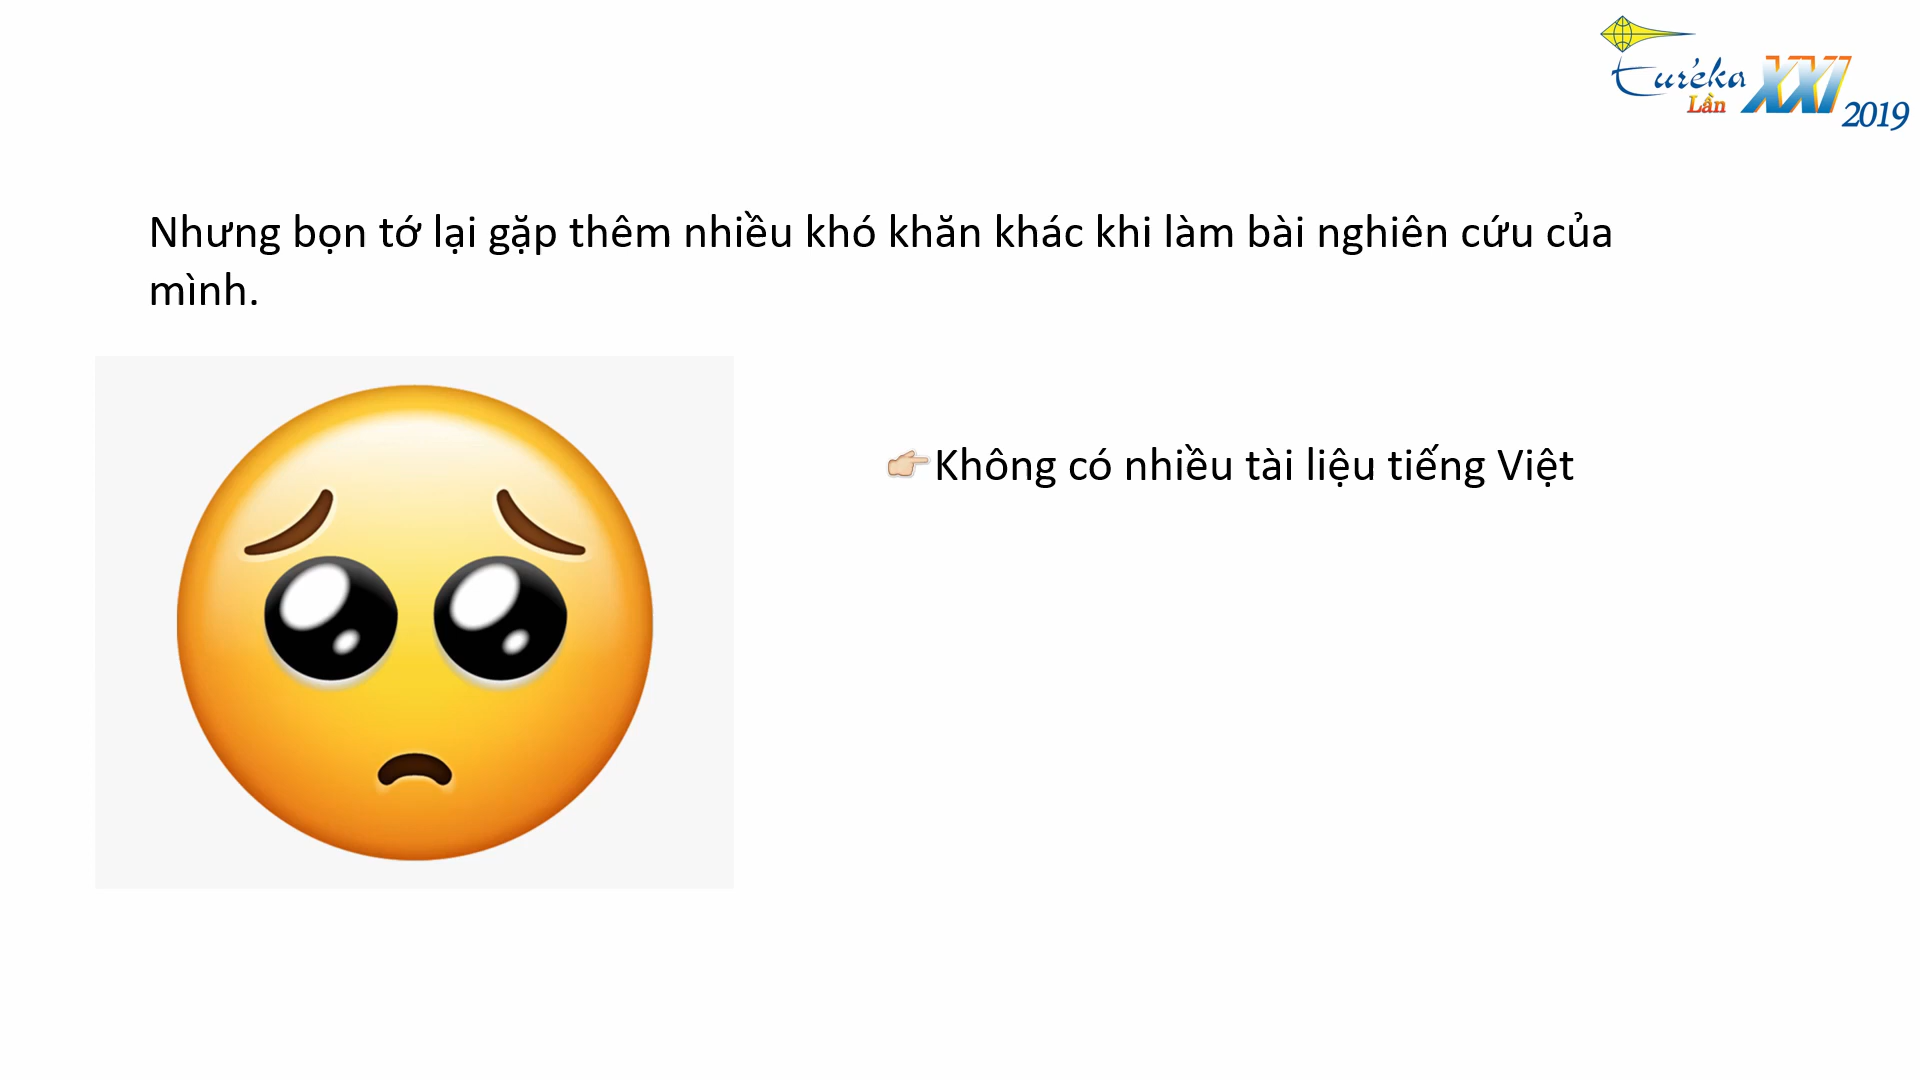 Euréka
Lần XXI 2019
Nhưng bọn tớ lại gặp thêm nhiều khó khăn khác khi làm bài nghiên cứu của
mình.
👉🏻Không có nhiều tài liệu tiếng Việt